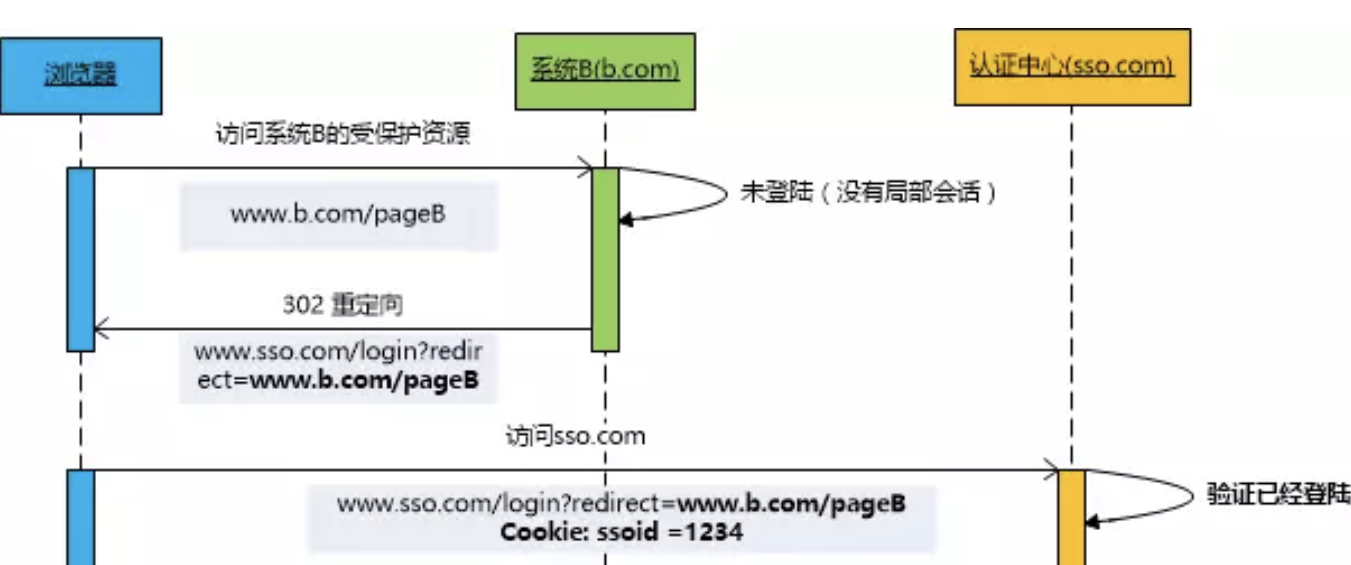 浏览器
系统B(b.com)
认证中心(sso.com)
访问系统B的受保护资源
www.b.com/pageB
未登陆（没有局部会话）
302 重定向
www.sso.com/login?redir
ect=www.b.com/pageB
访问sso.com
www.sso.com/login?redirect=www.b.com/pageB
Cookie: ssoid =1234
验证已经登陆